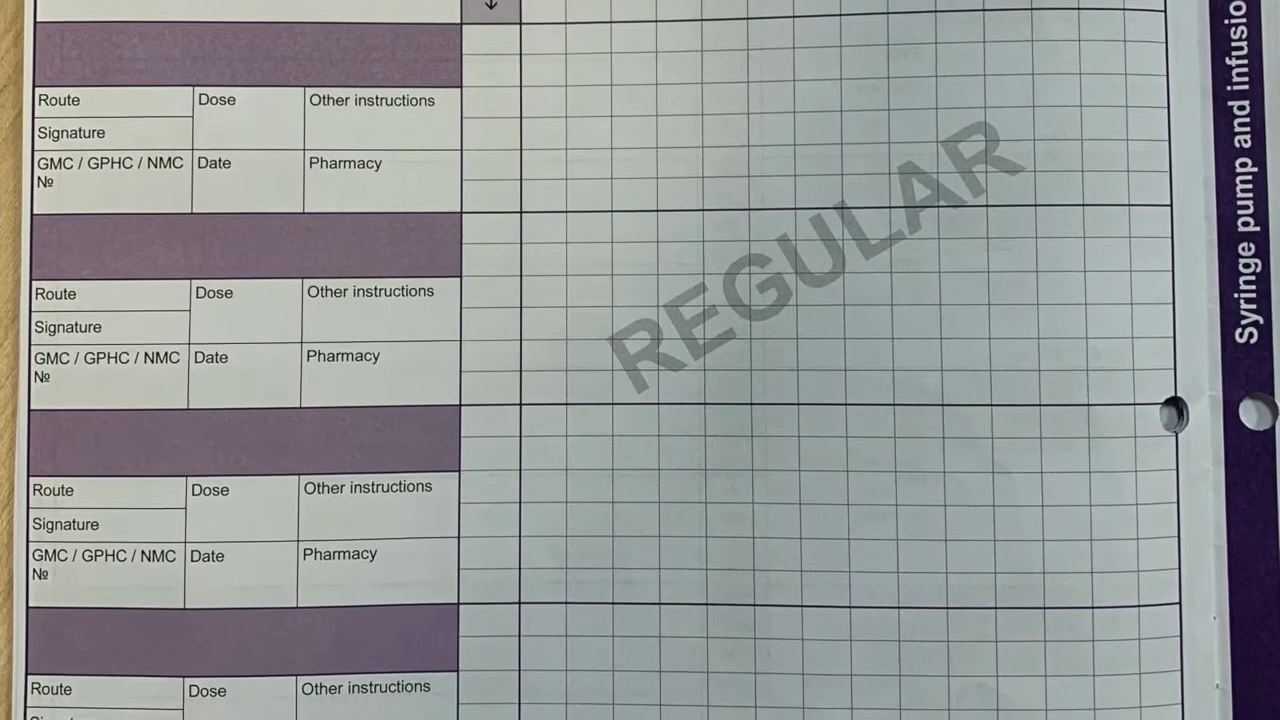 ↓
Route Dose Other instructions
Signature
GMC / GPHC / NMC Date Pharmacy
№
REGULAR
Route Dose Other instructions
Signature
GMC / GPHC / NMC Date Pharmacy
№
Route Dose Other instructions
Signature
GMC / GPHC / NMC Date Pharmacy
№
Route Dose Other instructions
Signature
Syringe pump and infusio